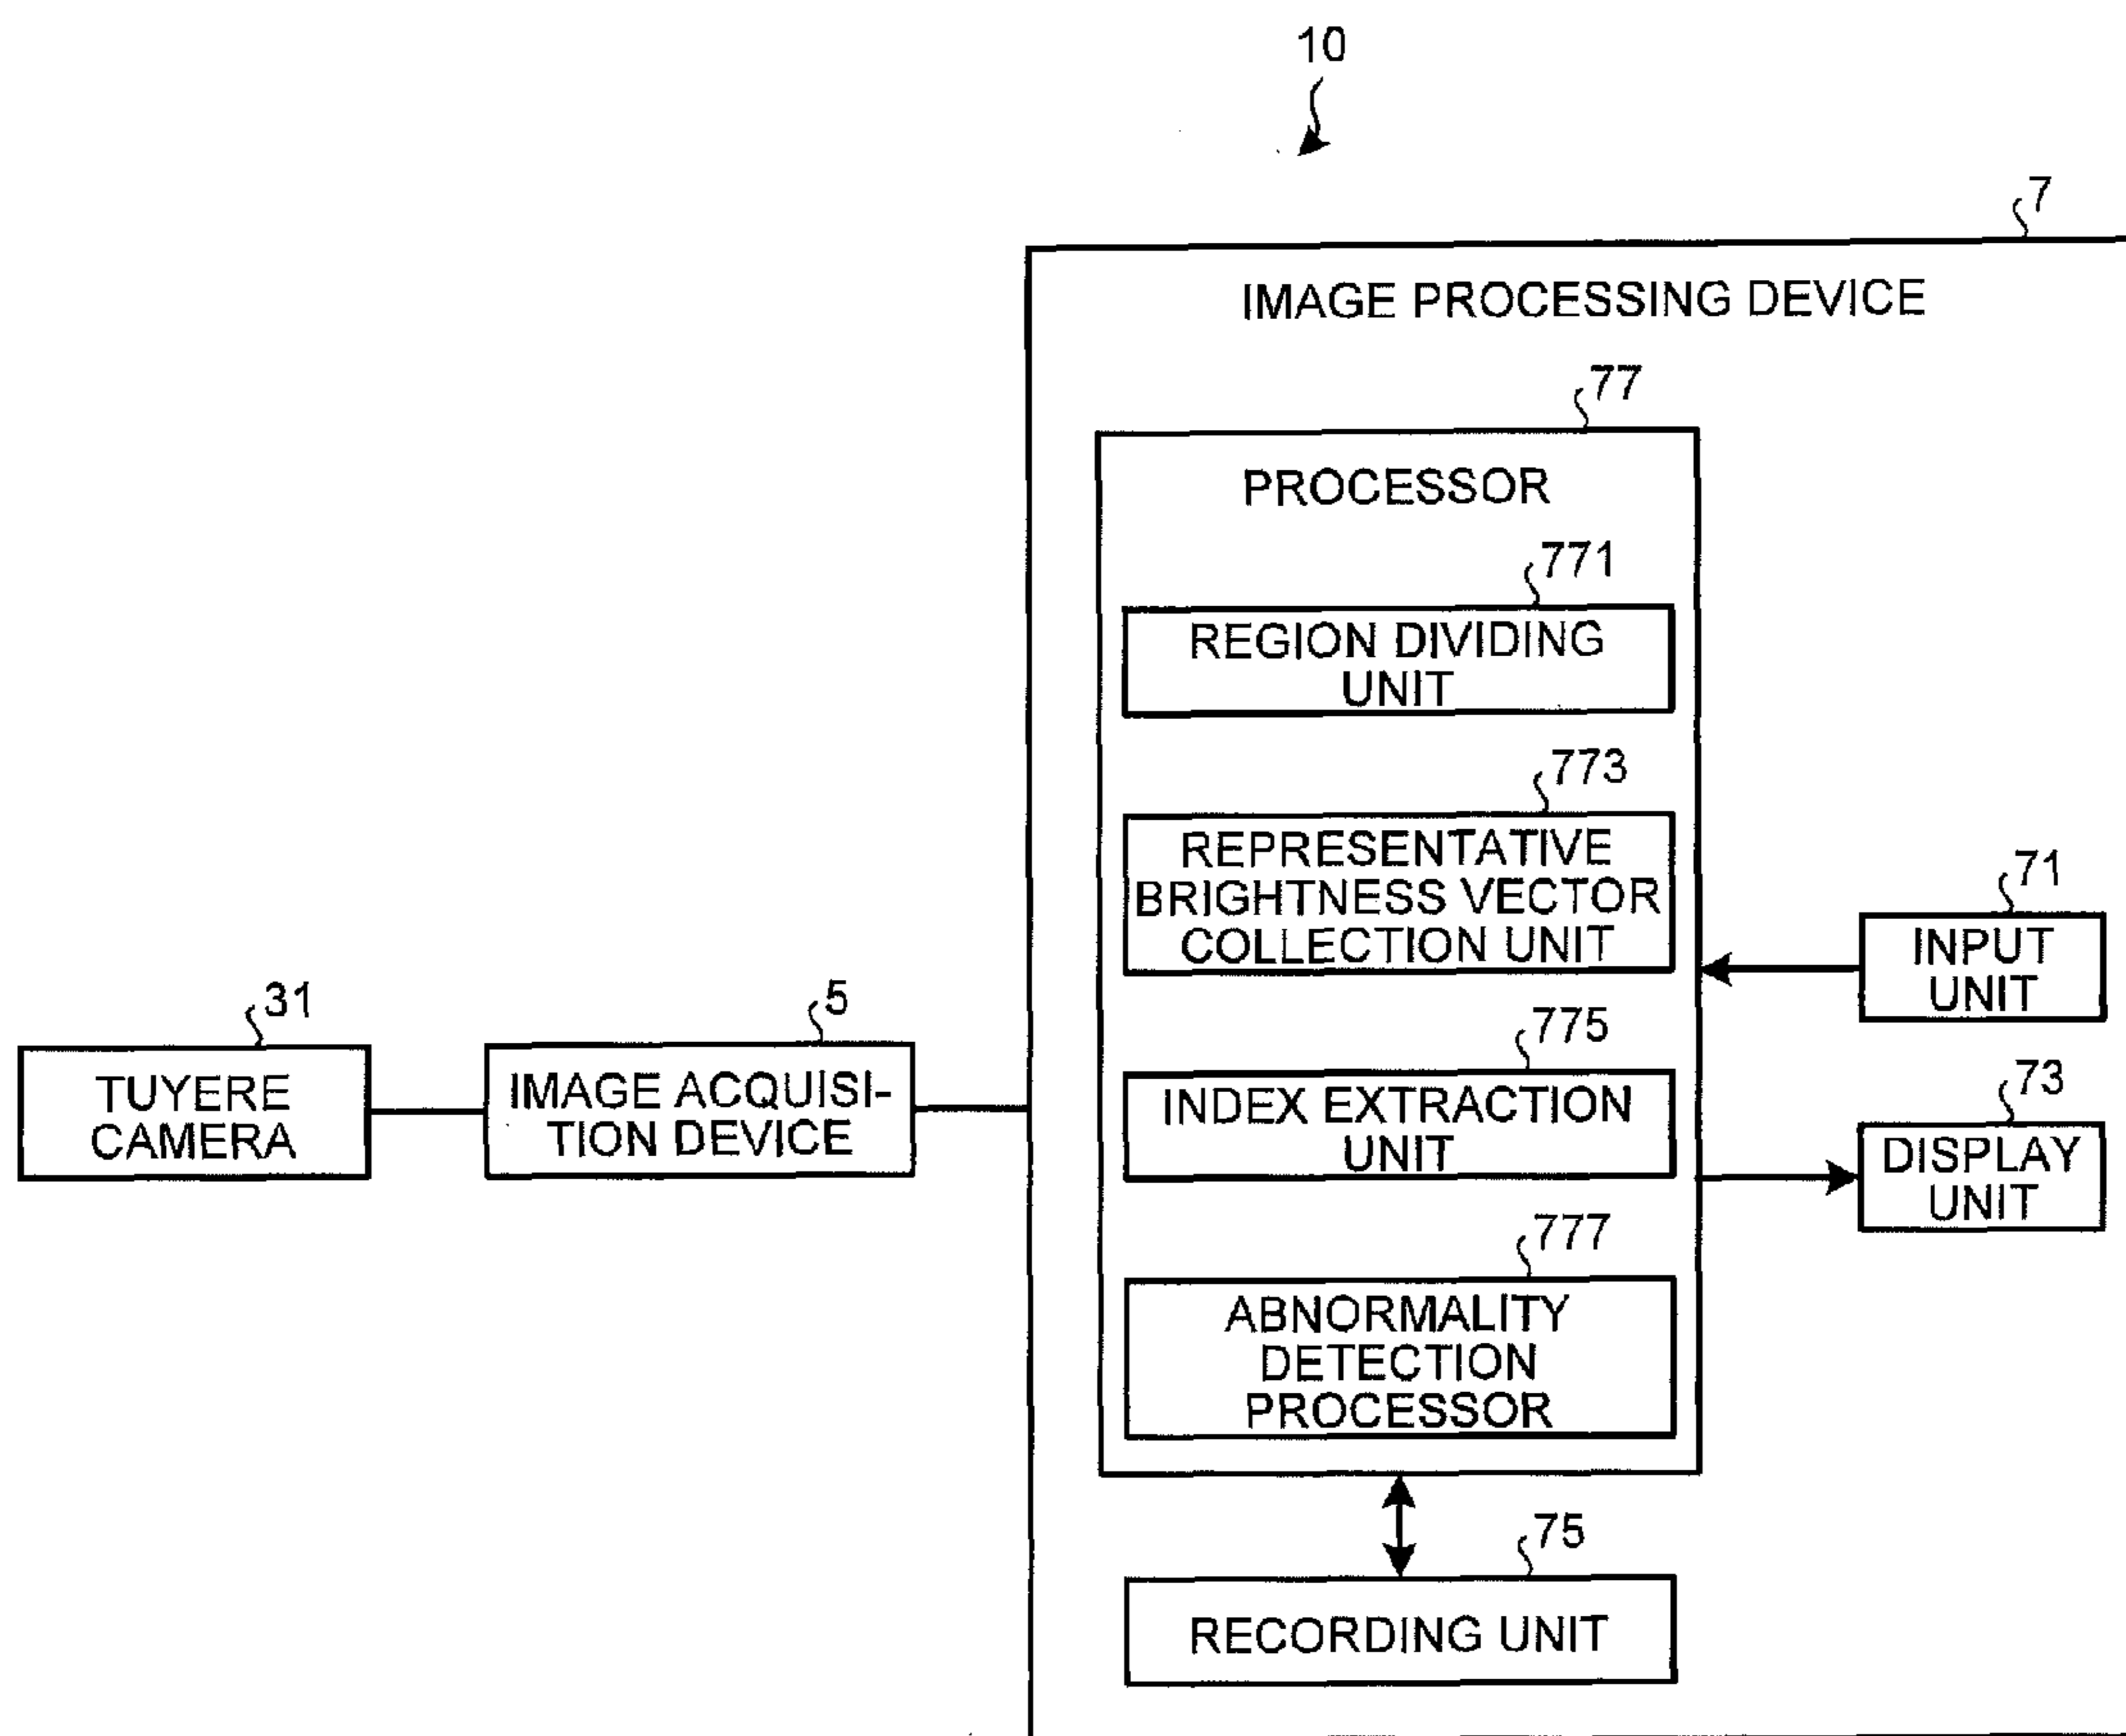 10
7
IMAGE PROCESSING DEVICE
77
PROCESSOR
771
REGION DIVIDING
UNIT
773
REPRESENTATIVE
BRIGHTNESS VECTOR
COLLECTION UNIT
71
INPUT
UNIT
31
TUYERE
CAMERA
5
IMAGE ACQUISI-
TION DEVICE
775
INDEX EXTRACTION
UNIT
73
DISPLAY
UNIT
777
ABNORMALITY
DETECTION
PROCESSOR
75
RECORDING UNIT